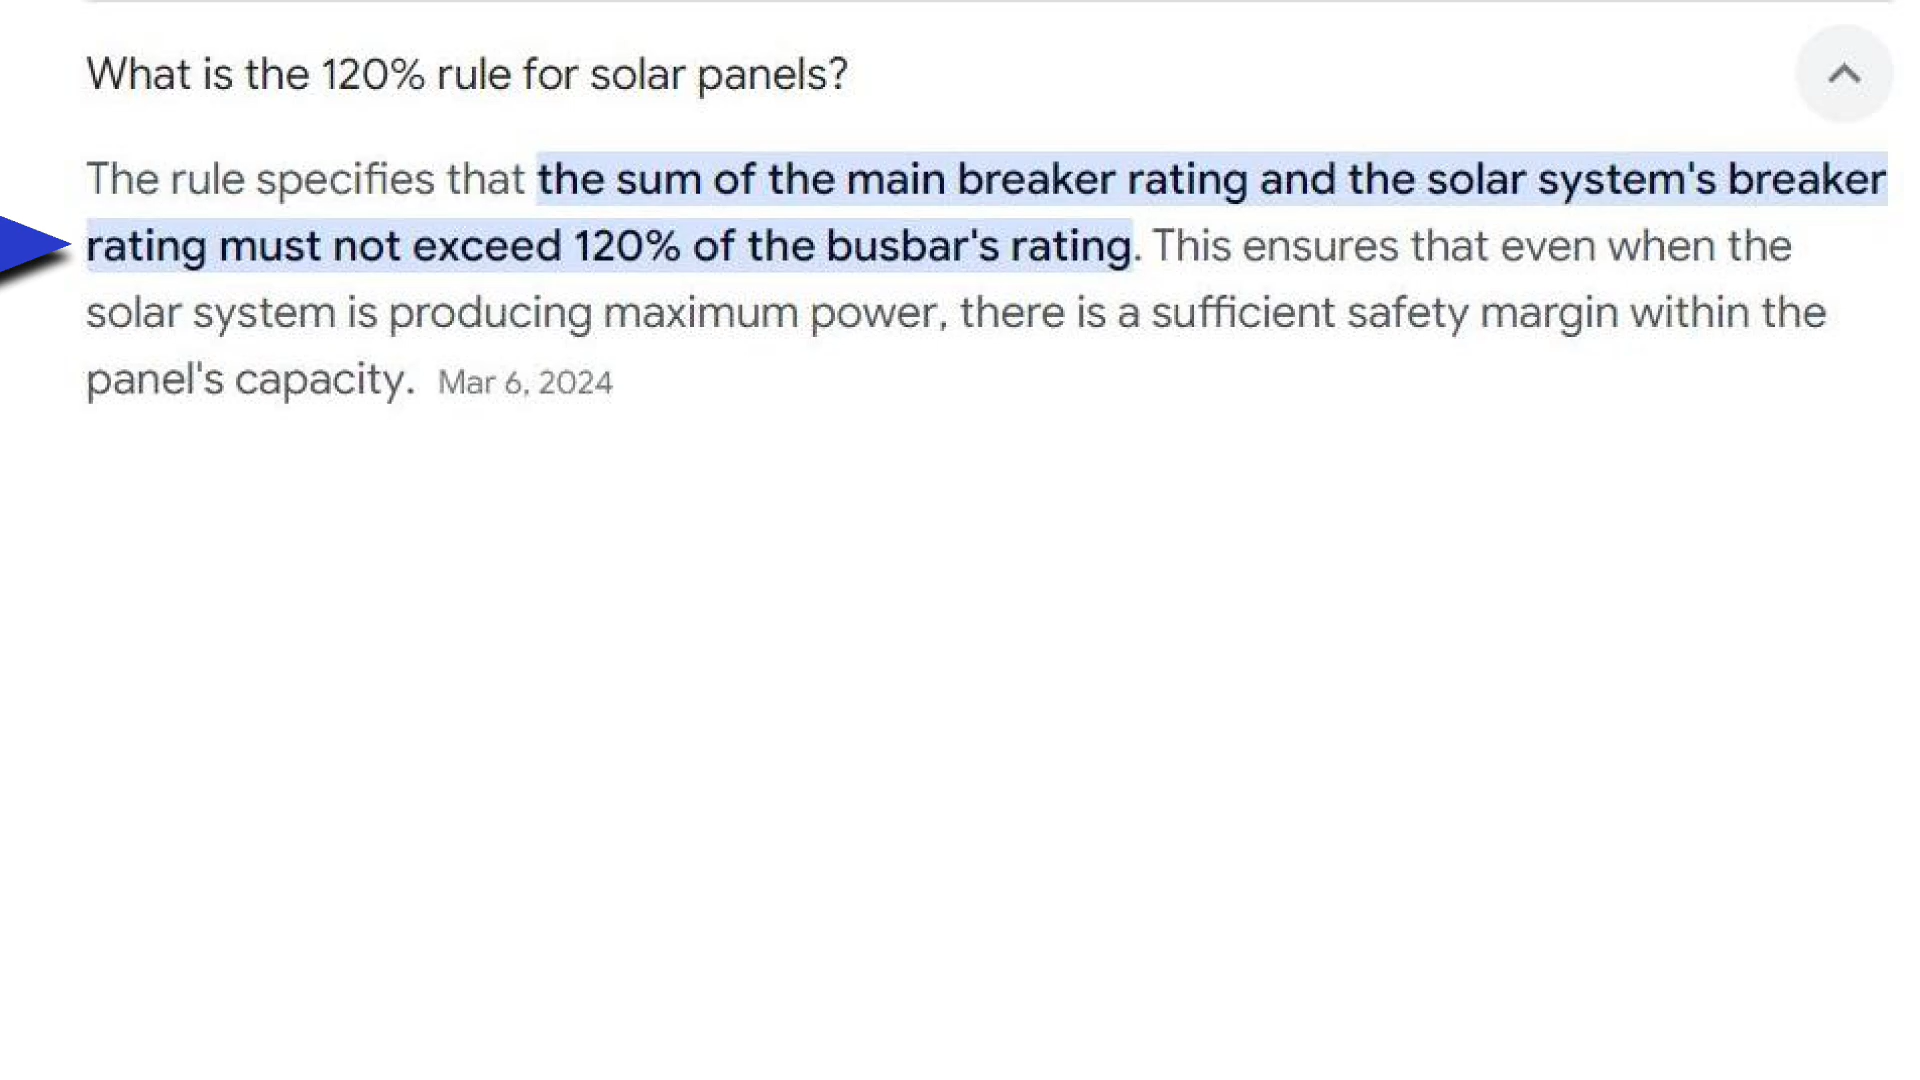 What is the 120% rule for solar panels?
The rule specifies that the sum of the main breaker rating and the solar system's breaker
rating must not exceed 120% of the busbar's rating. This ensures that even when the
solar system is producing maximum power, there is a sufficient safety margin within the
panel's capacity. Mar 6, 2024